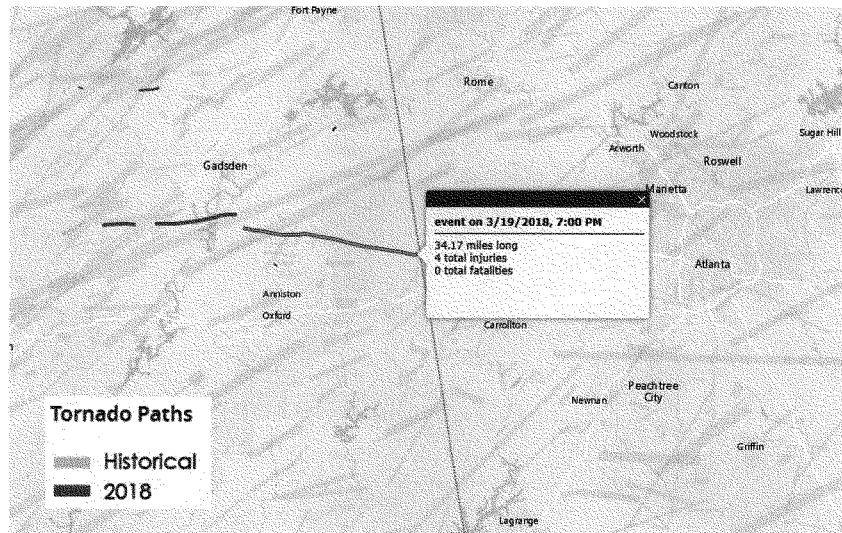 Fort Payne
Rome
Canton
Woodstock
Sugar Hill
Acworth
Roswell
Gadsden
Marietta
Lawrenc
×
event on 3/19/2018, 7:00 PM
34.17 miles long
4 total injuries
0 total fatalities
Atlanta
Anniston
Oxford
Carrollton
Peachtree
City
Newnan
Griffin
Lagrange
Tornado Paths
Historical
2018